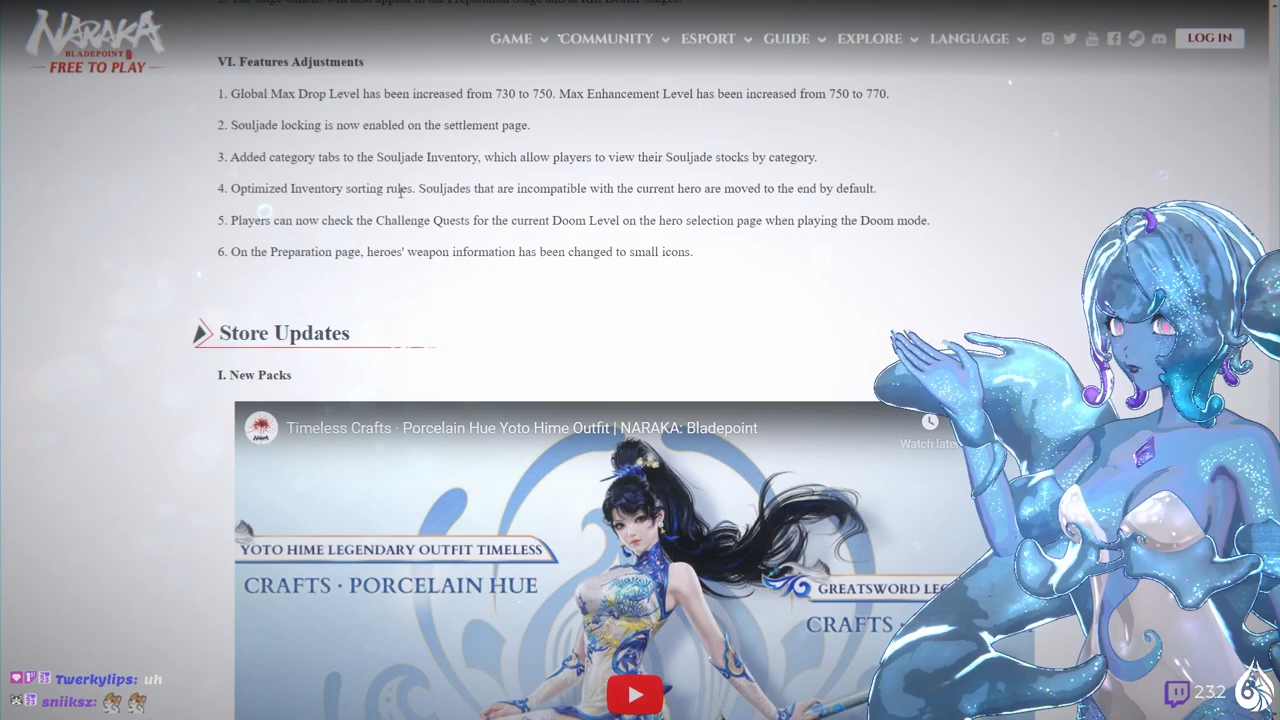 NARAKA
BLADEPOINT
FREE TO PLAY
GAME
COMMUNITY
ESPORT
GUIDE
EXPLORE
LANGUAGE
LOG IN
VI. Features Adjustments
1. Global Max Drop Level has been increased from 730 to 750. Max Enhancement Level has been increased from 750 to 770.
2. Souljade locking is now enabled on the settlement page.
3. Added category tabs to the Souljade Inventory, which allow players to view their Souljade stocks by category.
4. Optimized Inventory sorting rules. Souljades that are incompatible with the current hero are moved to the end by default.
5. Players can now check the Challenge Quests for the current Doom Level on the hero selection page when playing the Doom mode.
6. On the Preparation page, heroes' weapon information has been changed to small icons.
Store Updates
I. New Packs
Timeless Crafts · Porcelain Hue Yoto Hime Outfit | NARAKA: Bladepoint
Watch later
YOTO HIME LEGENDARY OUTFIT TIMELESS
CRAFTS · PORCELAIN HUE
GREATSWORD LEG
CRAFTS ·
Twerkylips: uh
sniiksz:
232